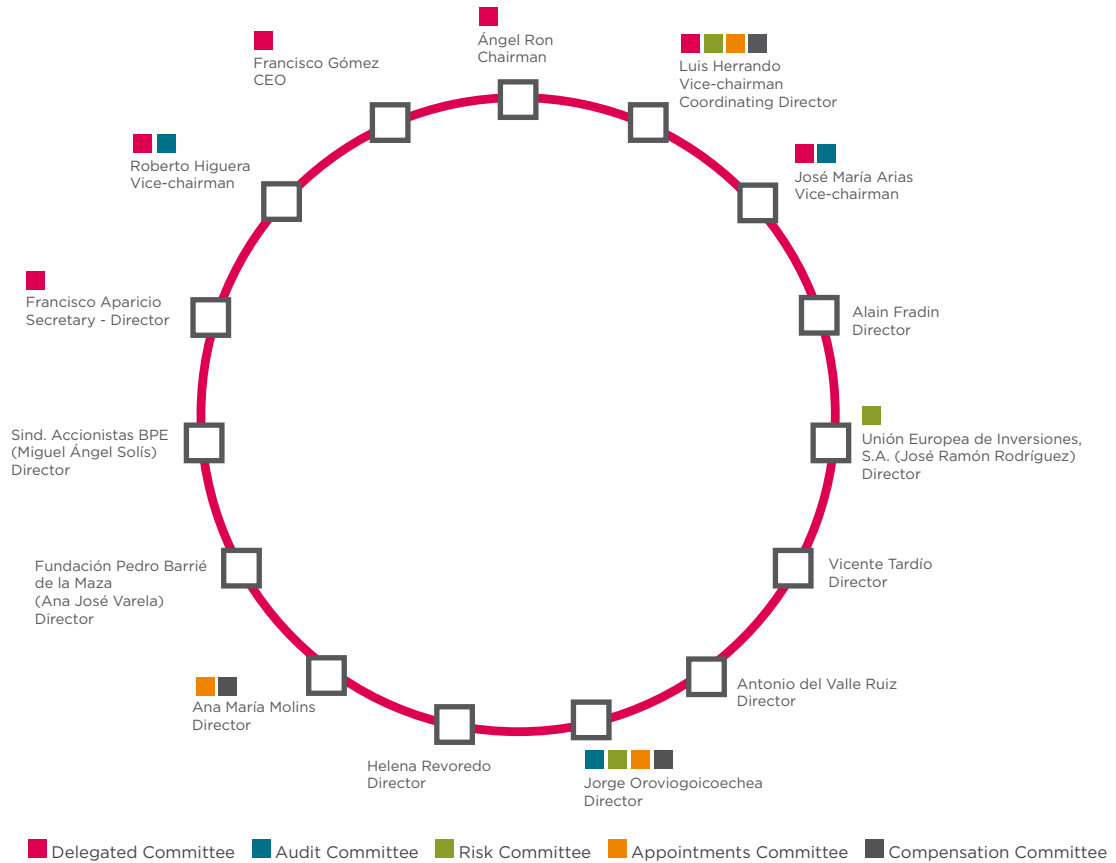 Ángel Ron
Chairman
Luis Herrando
Vice-chairman
Coordinating Director
José María Arias
Vice-chairman
Alain Fradin
Director
Unión Europea de Inversiones,
S.A. (José Ramón Rodríguez)
Director
Vicente Tardío
Director
Antonio del Valle Ruiz
Director
Jorge Oroviogoicoechea
Director
Helena Revoredo
Director
Ana María Molins
Director
Fundación Pedro Barrié
de la Maza
(Ana José Varela)
Director
Sind. Accionistas BPE
(Miguel Ángel Solís)
Director
Francisco Aparicio
Secretary - Director
Roberto Higuera
Vice-chairman
Francisco Gómez
CEO
Delegated Committee Audit Committee Risk Committee Appointments Committee Compensation Committee